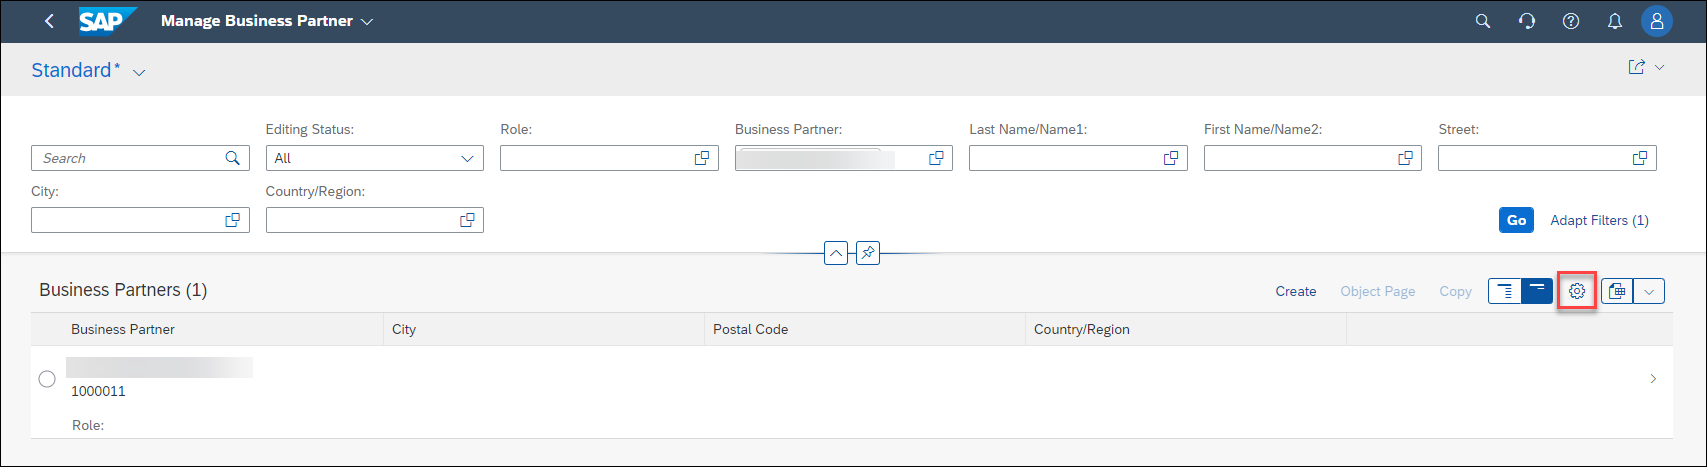 SAP Manage Business Partner
Standard*
Editing Status: Role: Business Partner: Last Name/Name1: First Name/Name2: Street:
Search All
City: Country/Region:
Go Adapt Filters (1)
Business Partners (1) Create Object Page Copy
Business Partner City Postal Code Country/Region
1000011
Role: